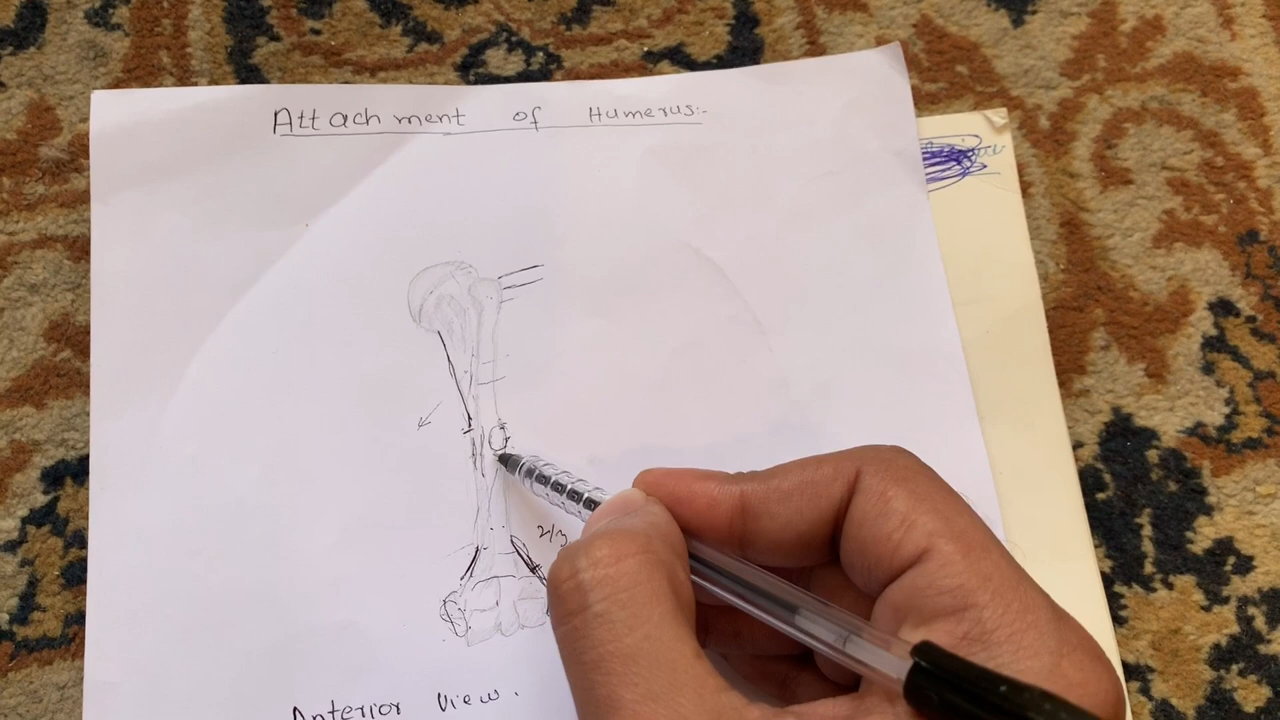 Attachment of Humerus:-
2/3
Anterior View.